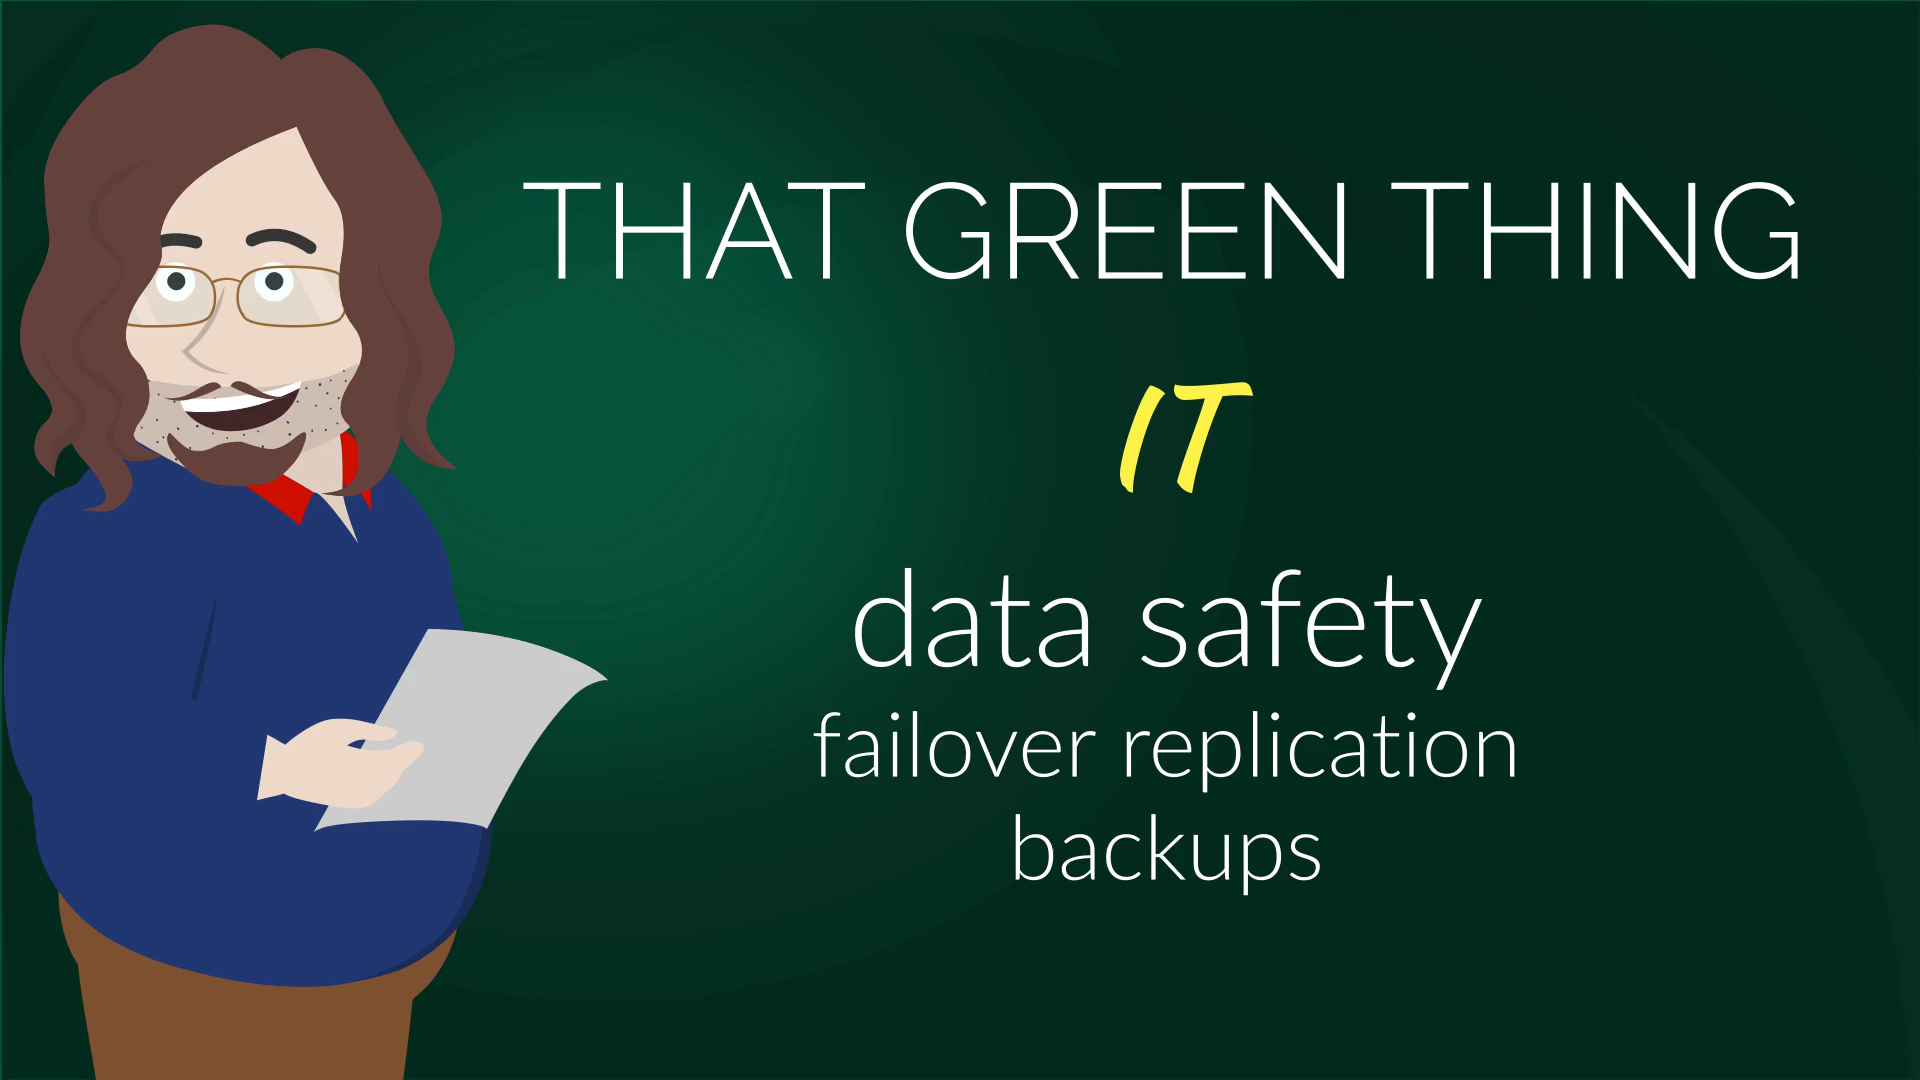 THAT GREEN THING
IT
data safety
failover replication
backups